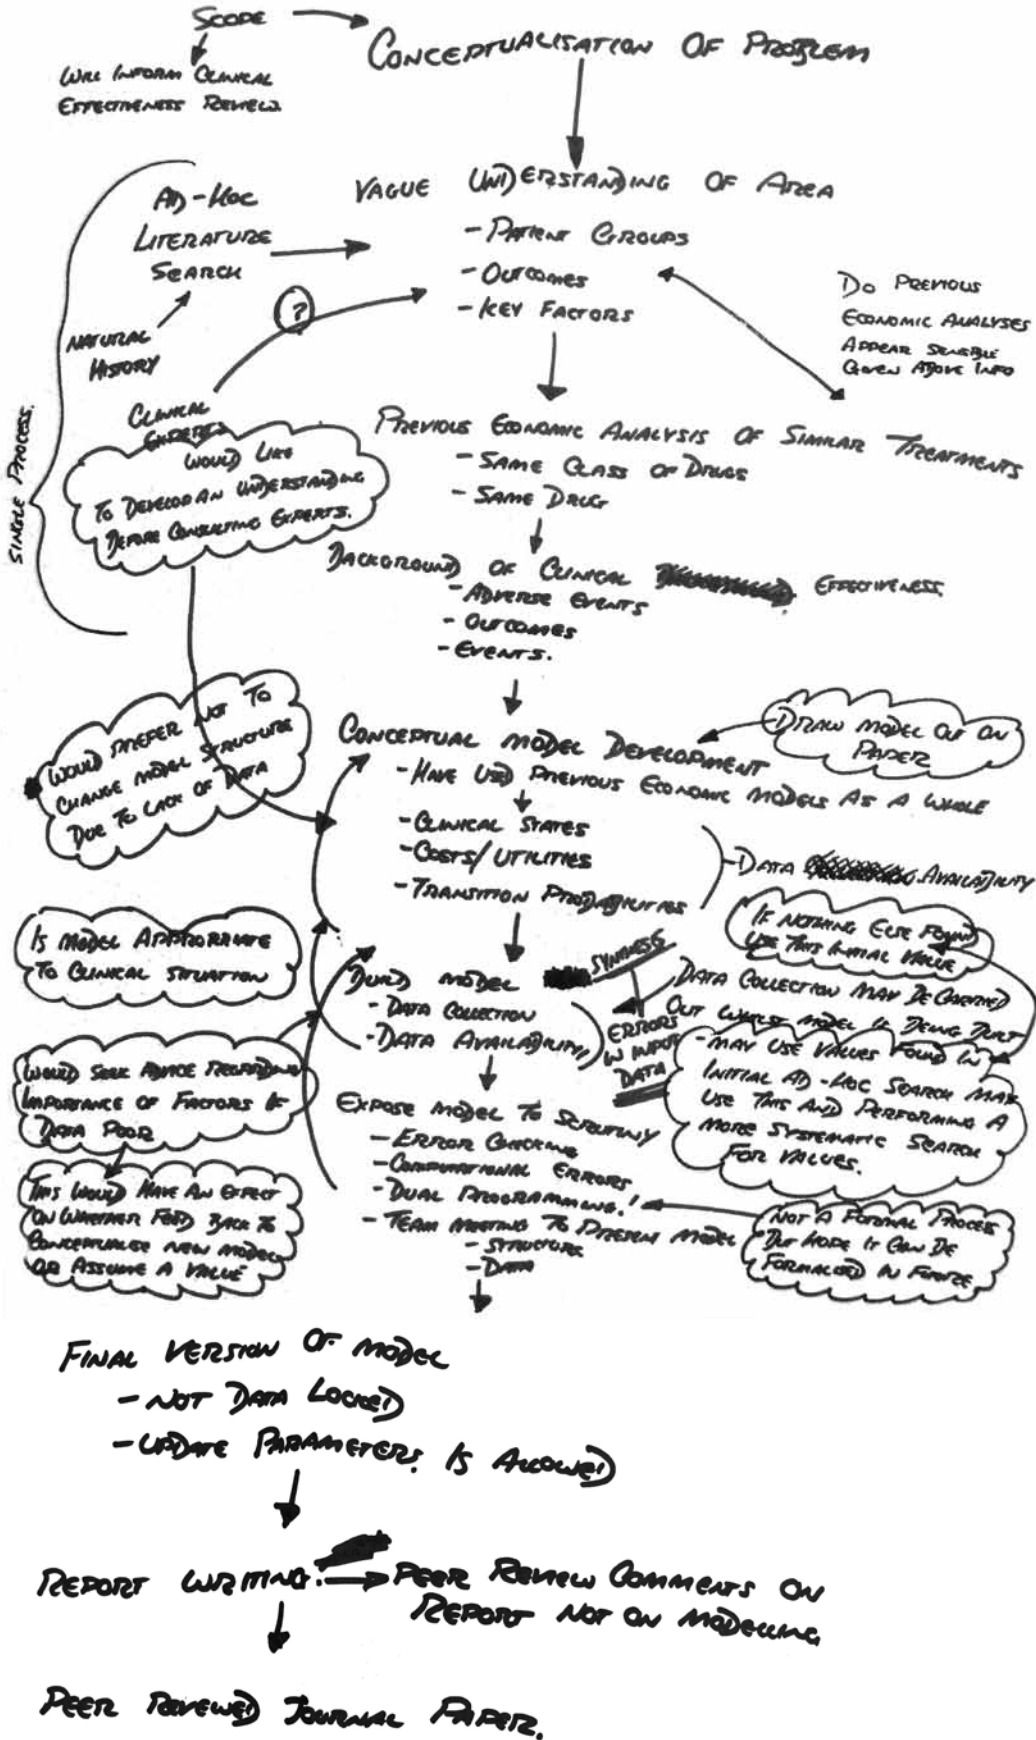 SCOPE
CONCEPTUALISATION OF PROBLEM
WILL INFORM CLINICAL
EFFECTIVENESS REVIEW.
VAGUE UNDERSTANDING OF AREA
- PATIENT GROUPS
- OUTCOMES
- KEY FACTORS
AD-HOC
LITERATURE
SEARCH
NATURAL
HISTORY
?
SINGLE PROCESS.
DO PREVIOUS
ECONOMIC ANALYSES
APPEAR SENSIBLE
GIVEN ABOVE INFO
CLINICAL
EXPERTS
WOULD LIKE
TO DEVELOP AN UNDERSTANDING
BEFORE CONSULTING EXPERTS.
PREVIOUS ECONOMIC ANALYSIS OF SIMILAR TREATMENTS
- SAME CLASS OF DRUGS
- SAME DRUG
BACKGROUND OF CLINICAL EFFECTIVENESS
- ADVERSE EVENTS
- OUTCOMES
- EVENTS.
WOULD PREFER NOT TO
CHANGE MODEL STRUCTURE
DUE TO LACK OF DATA
CONCEPTUAL MODEL DEVELOPMENT
- HAVE USED PREVIOUS ECONOMIC MODELS AS A WHOLE
DRAW MODEL OUT ON
PAPER
- CLINICAL STATES
- COSTS/UTILITIES
- TRANSITION PROBABILITIES
- DATA AVAILABILITY
IF NOTHING ELSE FOUND
USE THIS INITIAL VALUE
IS MODEL APPROPRIATE
TO CLINICAL SITUATION
BUILD MODEL
- DATA COLLECTION
- DATA AVAILABILITY
SYNTHESIS
ERRORS
IN INPUT
DATA
DATA COLLECTION MAY BE CARRIED
OUT WHILST MODEL IS BEING BUILT
- MAY USE VALUES FOUND IN
INITIAL AD-HOC SEARCH MAY
USE THIS AND PERFORMING A
MORE SYSTEMATIC SEARCH
FOR VALUES.
WOULD SEEK ADVICE REGARDING
IMPORTANCE OF FACTORS IF
DATA POOR
THIS WOULD HAVE AN EFFECT
ON WHETHER FEED BACK TO
CONCEPTUALISE NEW MODEL
OR ASSUME A VALUE
EXPOSE MODEL TO SCRUTINY
- ERROR CHECKING
- COMPUTATIONAL ERRORS
- DUAL PROGRAMMING!
- TEAM MEETING TO PRESENT MODEL
- STRUCTURE
- DATA
NOT A FORMAL PROCESS
BUT HOPE IT CAN BE
FORMALISED IN FUTURE
FINAL VERSION OF MODEL
- NOT DATA LOCKED
- UPDATE PARAMETERS. IS ALLOWED
REPORT WRITING.
PEER REVIEW COMMENTS ON
REPORT NOT ON MODELLING
PEER REVIEWED JOURNAL PAPER.